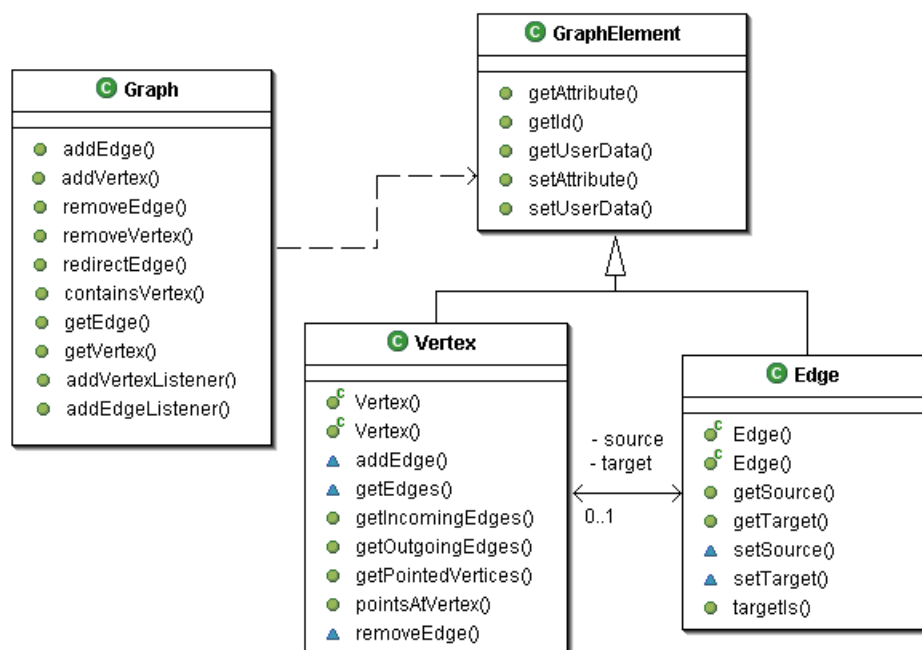 C GraphElement
getAttribute()
getId()
getUserData()
setAttribute()
setUserData()
C Graph
addEdge()
addVertex()
removeEdge()
removeVertex()
redirectEdge()
containsVertex()
getEdge()
getVertex()
addVertexListener()
addEdgeListener()
C Vertex
C Vertex()
C Vertex()
addEdge()
getEdges()
getIncomingEdges()
getOutgoingEdges()
getPointedVertices()
pointsAtVertex()
removeEdge()
- source
- target
0..1
C Edge
C Edge()
C Edge()
getSource()
getTarget()
setSource()
setTarget()
targetIs()